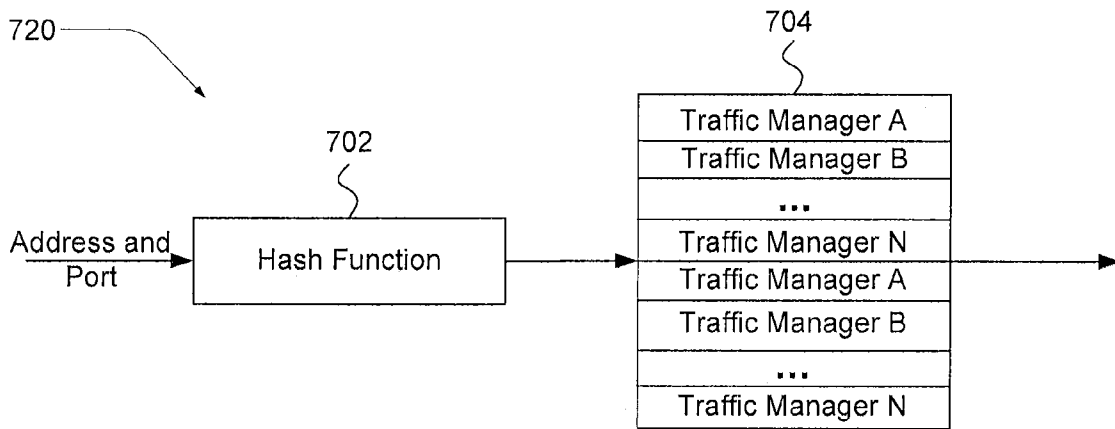 720
704
702
Traffic Manager A
Traffic Manager B
...
Traffic Manager N
Traffic Manager A
Traffic Manager B
...
Traffic Manager N
Address and
Port
Hash Function